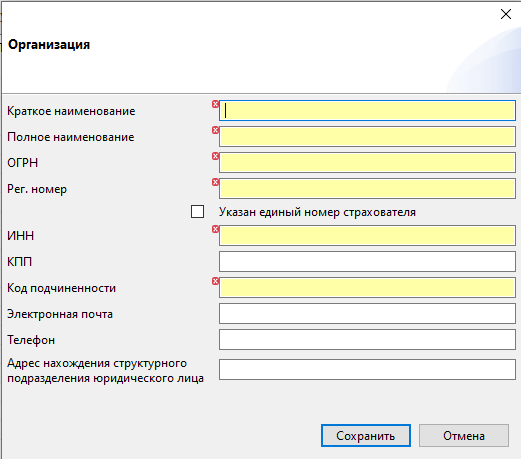 Организация
Краткое наименование
Полное наименование
ОГРН
Рег. номер
Указан единый номер страхователя
ИНН
КПП
Код подчиненности
Электронная почта
Телефон
Адрес нахождения структурного
подразделения юридического лица
Сохранить
Отмена